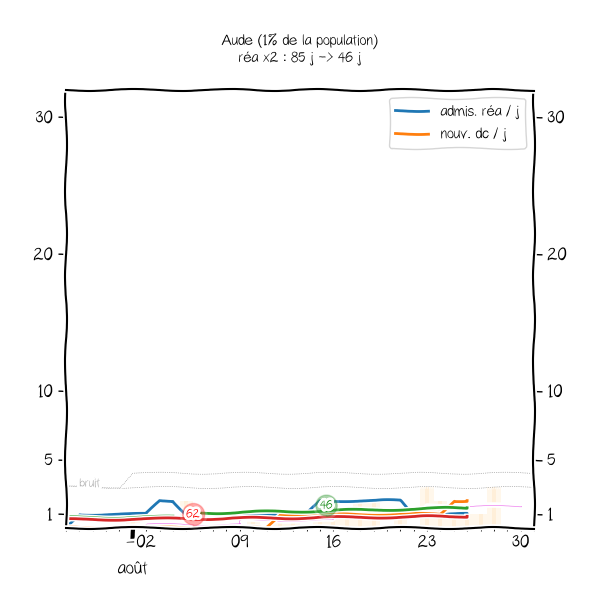 Aude (1% de la population)
réa x2 : 85 j -> 46 j
admis. réa / j
nouv. dc / j
30 30
20 20
10 10
5 5
bruit
46
62
1 1
02 09 16 23 30
août